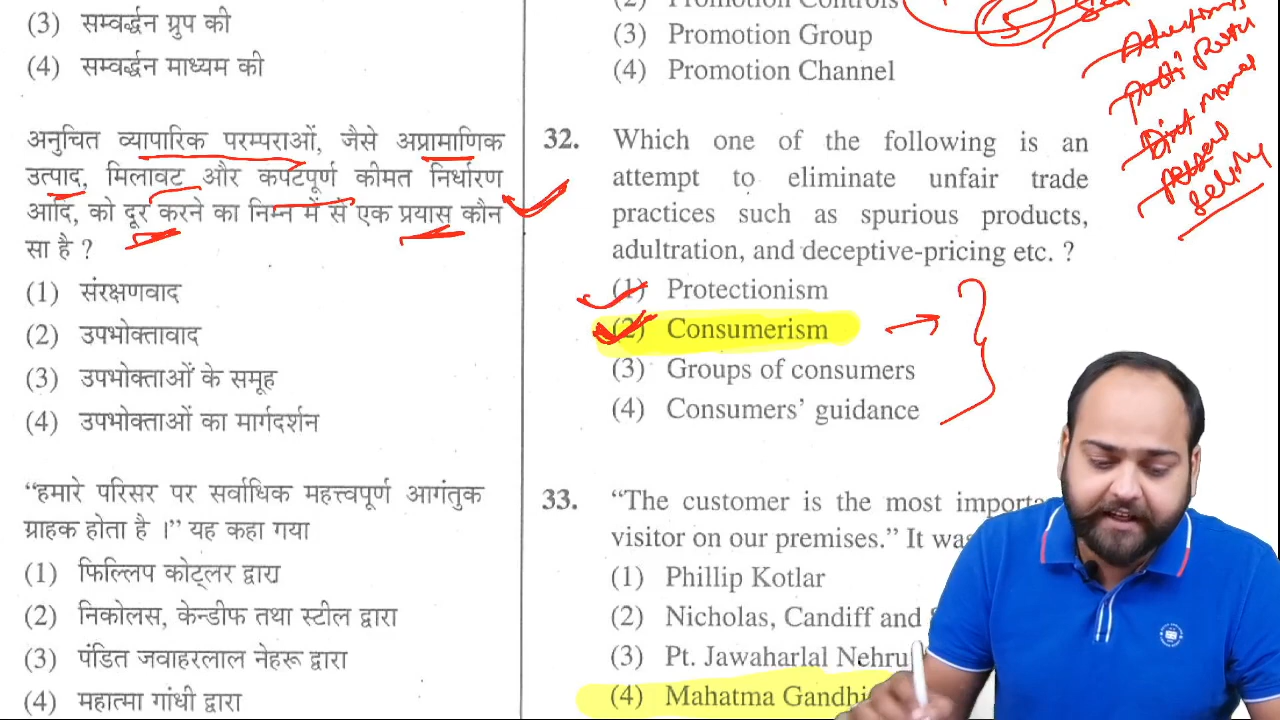 (3) सम्वर्द्धन ग्रुप की
(4) सम्वर्द्धन माध्यम की
अनुचित व्यापारिक परम्पराओं, जैसे अप्रामाणिक
उत्पाद, मिलावट और कपटपूर्ण कीमत निर्धारण
आदि, को दूर करने का निम्न में से एक प्रयास कौन
सा है ?
(1) संरक्षणवाद
(2) उपभोक्तावाद
(3) उपभोक्ताओं के समूह
(4) उपभोक्ताओं का मार्गदर्शन
“हमारे परिसर पर सर्वाधिक महत्त्वपूर्ण आगंतुक
ग्राहक होता है ।” यह कहा गया
(1) फिल्लिप कोट्लर द्वारा
(2) निकोलस, केन्डीफ तथा स्टील द्वारा
(3) पंडित जवाहरलाल नेहरू द्वारा
(4) महात्मा गांधी द्वारा
(2) Promotion Controls
(3) Promotion Group
(4) Promotion Channel
32. Which one of the following is an
attempt to eliminate unfair trade
practices such as spurious products,
adultration, and deceptive-pricing etc. ?
(1) Protectionism
(2) Consumerism
(3) Groups of consumers
(4) Consumers’ guidance
33. “The customer is the most
visitor on our premises.” It
(1) Phillip Kotlar
(2) Nicholas, Candiff and
(3) Pt. Jawaharlal Nehru
(4) Mahatma Gandhi